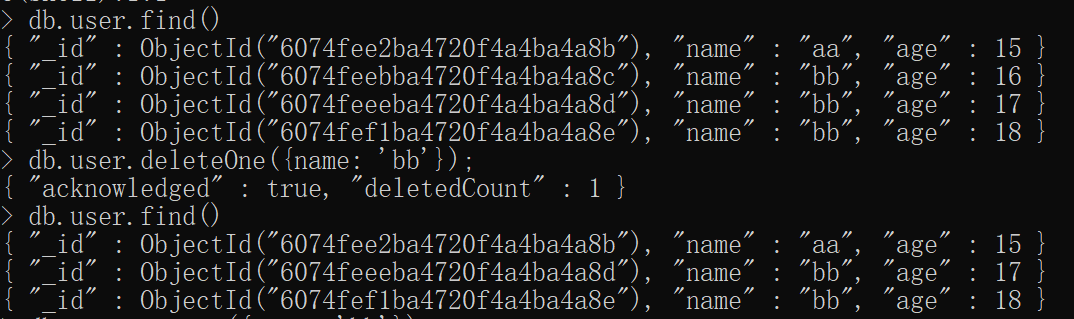 > db.user.find()
{ "_id" : ObjectId("6074fee2ba4720f4a4ba4a8b"), "name" : "aa", "age" : 15 }
{ "_id" : ObjectId("6074feebba4720f4a4ba4a8c"), "name" : "bb", "age" : 16 }
{ "_id" : ObjectId("6074feeeba4720f4a4ba4a8d"), "name" : "bb", "age" : 17 }
{ "_id" : ObjectId("6074fef1ba4720f4a4ba4a8e"), "name" : "bb", "age" : 18 }
> db.user.deleteOne({name: 'bb'});
{ "acknowledged" : true, "deletedCount" : 1 }
> db.user.find()
{ "_id" : ObjectId("6074fee2ba4720f4a4ba4a8b"), "name" : "aa", "age" : 15 }
{ "_id" : ObjectId("6074feeeba4720f4a4ba4a8d"), "name" : "bb", "age" : 17 }
{ "_id" : ObjectId("6074fef1ba4720f4a4ba4a8e"), "name" : "bb", "age" : 18 }